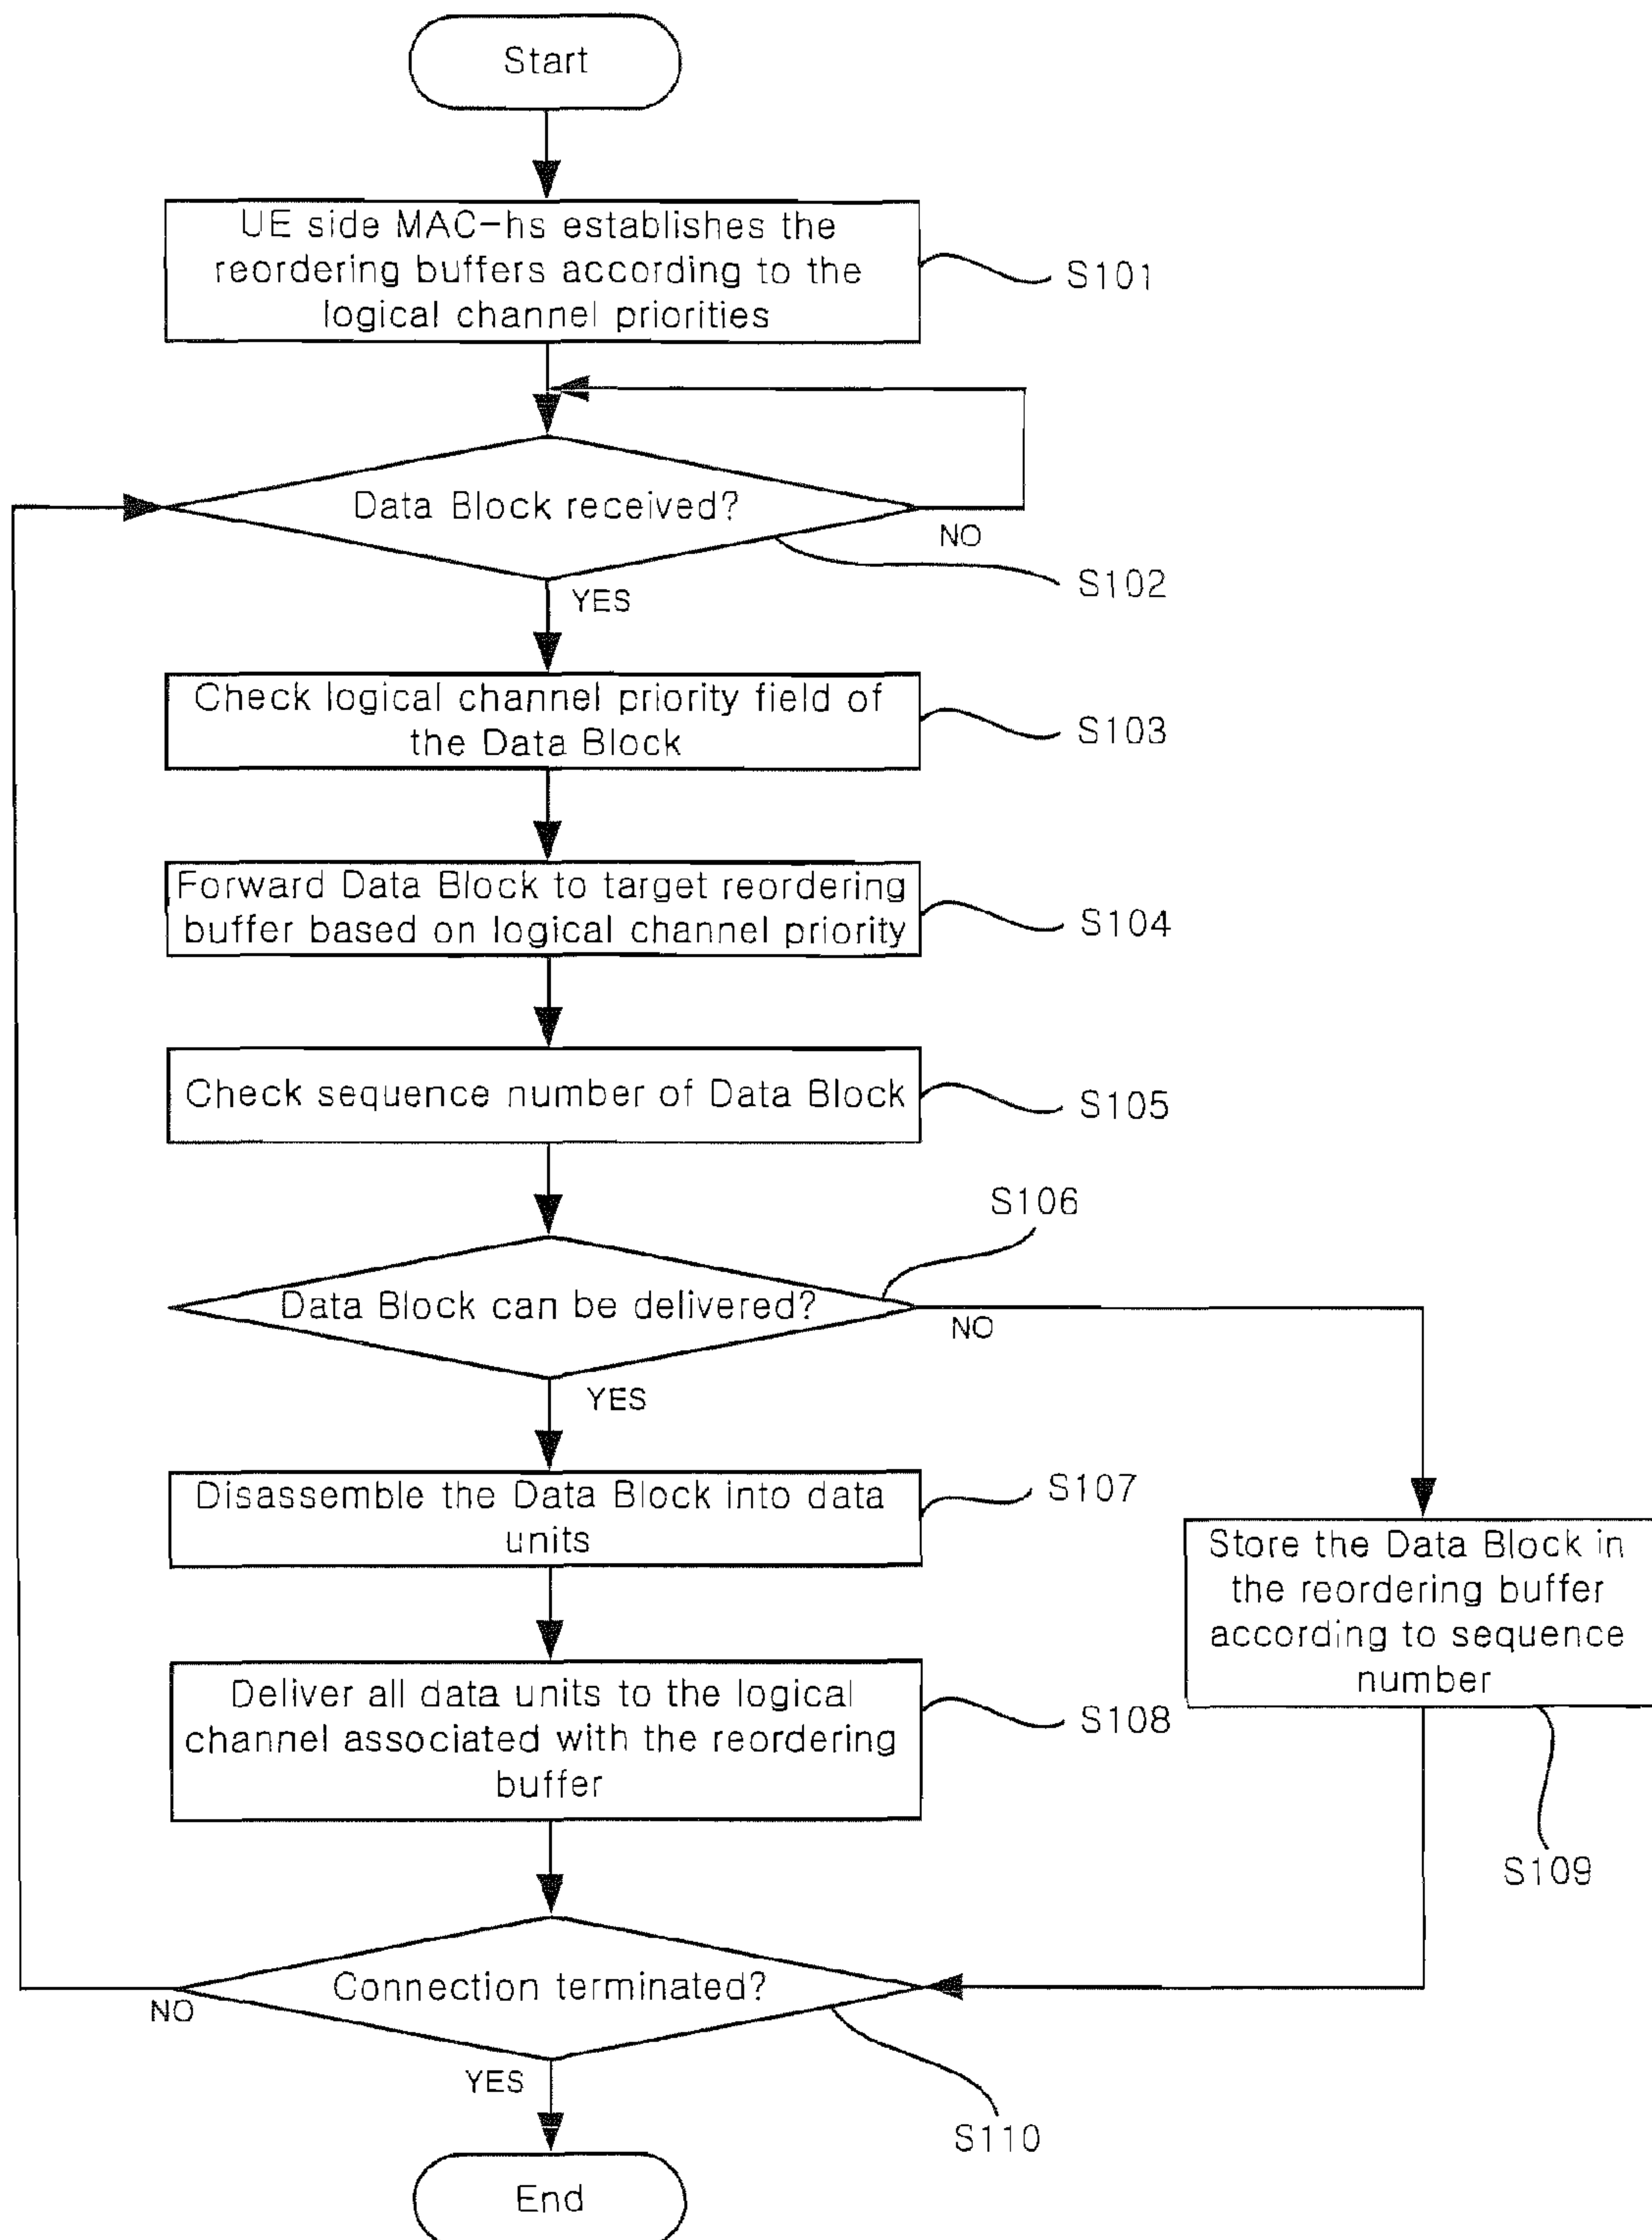 Start
UE side MAC-hs establishes the
reordering buffers according to the
logical channel priorities
S101
Data Block received?
NO
S102
YES
Check logical channel priority field of
the Data Block
S103
Forward Data Block to target reordering
buffer based on logical channel priority
S104
Check sequence number of Data Block
S105
S106
Data Block can be delivered?
NO
YES
Disassemble the Data Block into data
units
S107
Store the Data Block in
the reordering buffer
according to sequence
number
S109
Deliver all data units to the logical
channel associated with the reordering
buffer
S108
Connection terminated?
NO
YES
S110
End